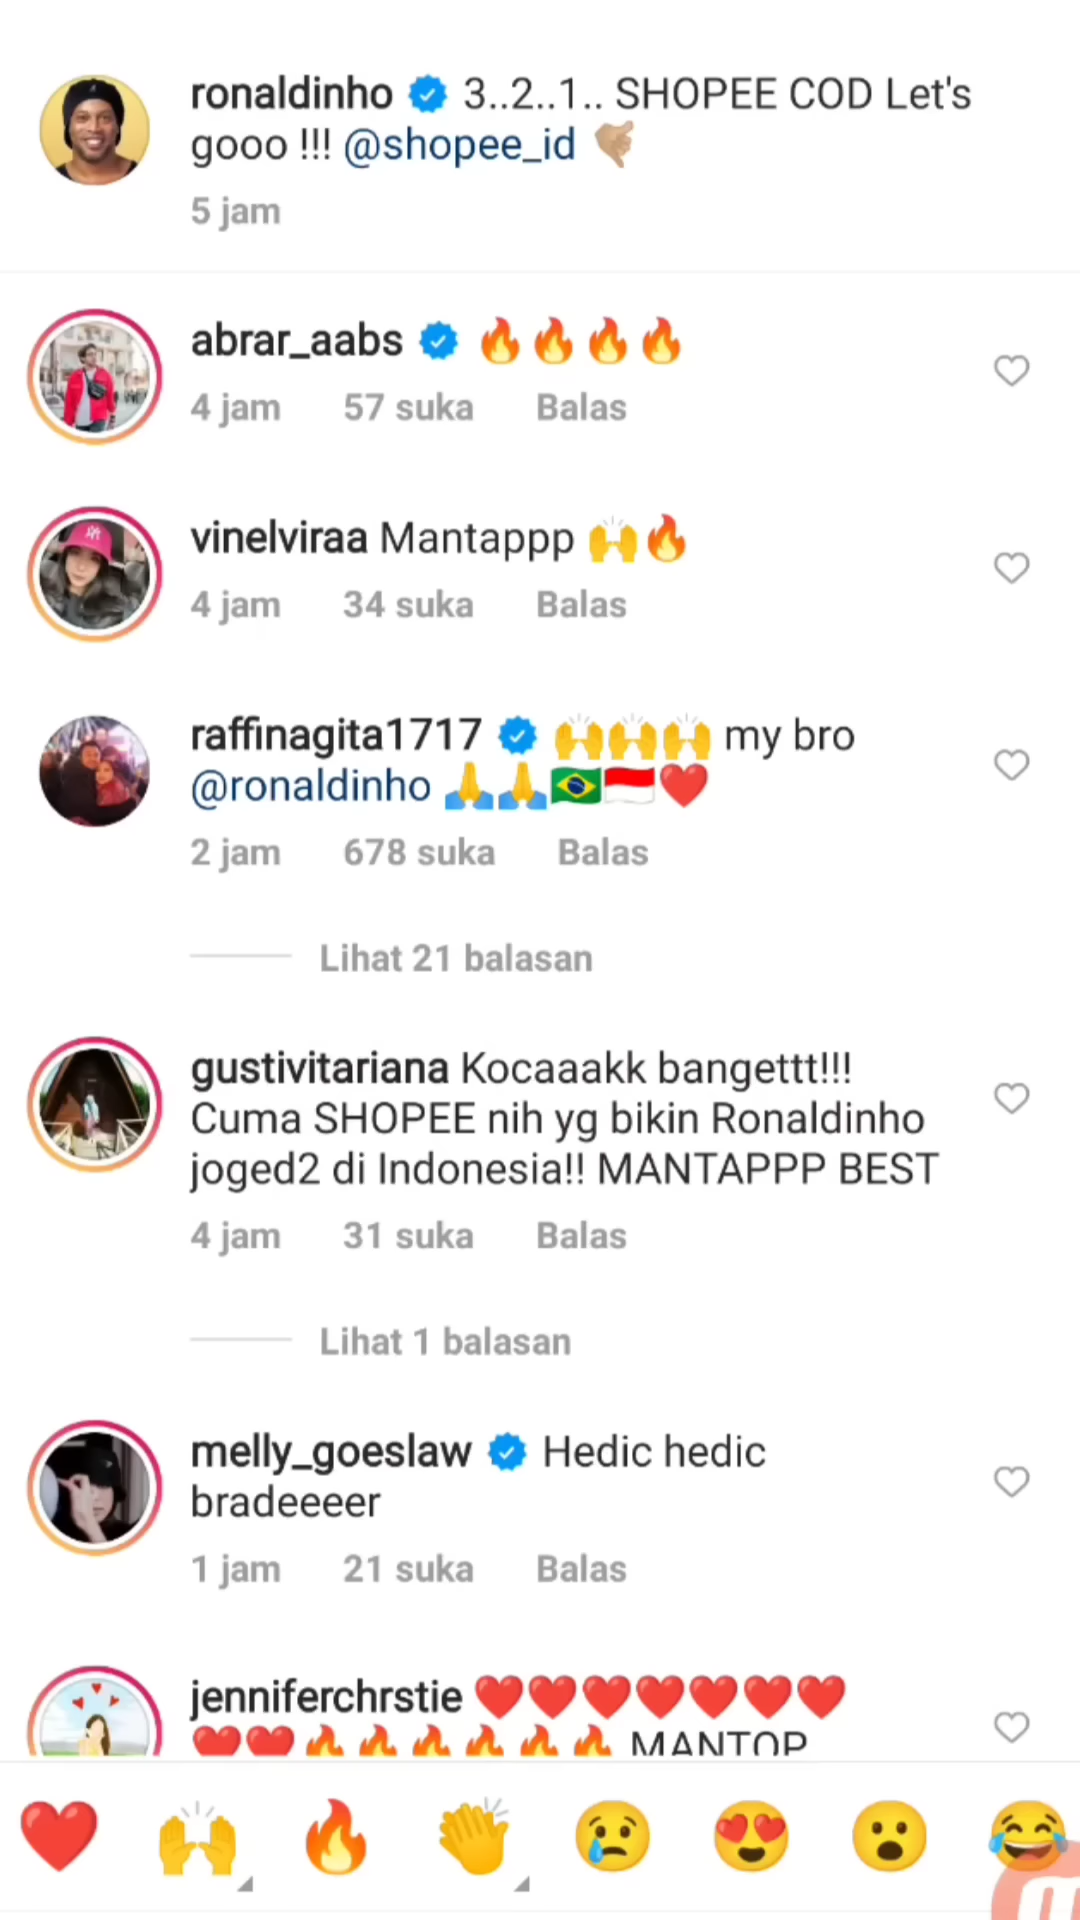 ronaldinho 3..2..1.. SHOPEE COD Let's
gooo !!! @shopee_id 🤙🏼
5 jam
abrar_aabs 🔥🔥🔥🔥
4 jam 57 suka Balas
vinelviraa Mantappp 🙌🔥
4 jam 34 suka Balas
raffinagita1717 🙌🙌🙌 my bro
@ronaldinho 🙏🙏🇧🇷🇮🇩❤️
2 jam 678 suka Balas
Lihat 21 balasan
gustivitariana Kocaaakk bangettt!!!
Cuma SHOPEE nih yg bikin Ronaldinho
joged2 di Indonesia!! MANTAPPP BEST
4 jam 31 suka Balas
Lihat 1 balasan
melly_goeslaw Hedic hedic
bradeeeer
1 jam 21 suka Balas
jenniferchrstie ❤️❤️❤️❤️❤️❤️❤️
❤️❤️🔥🔥🔥🔥🔥🔥 MANTOP